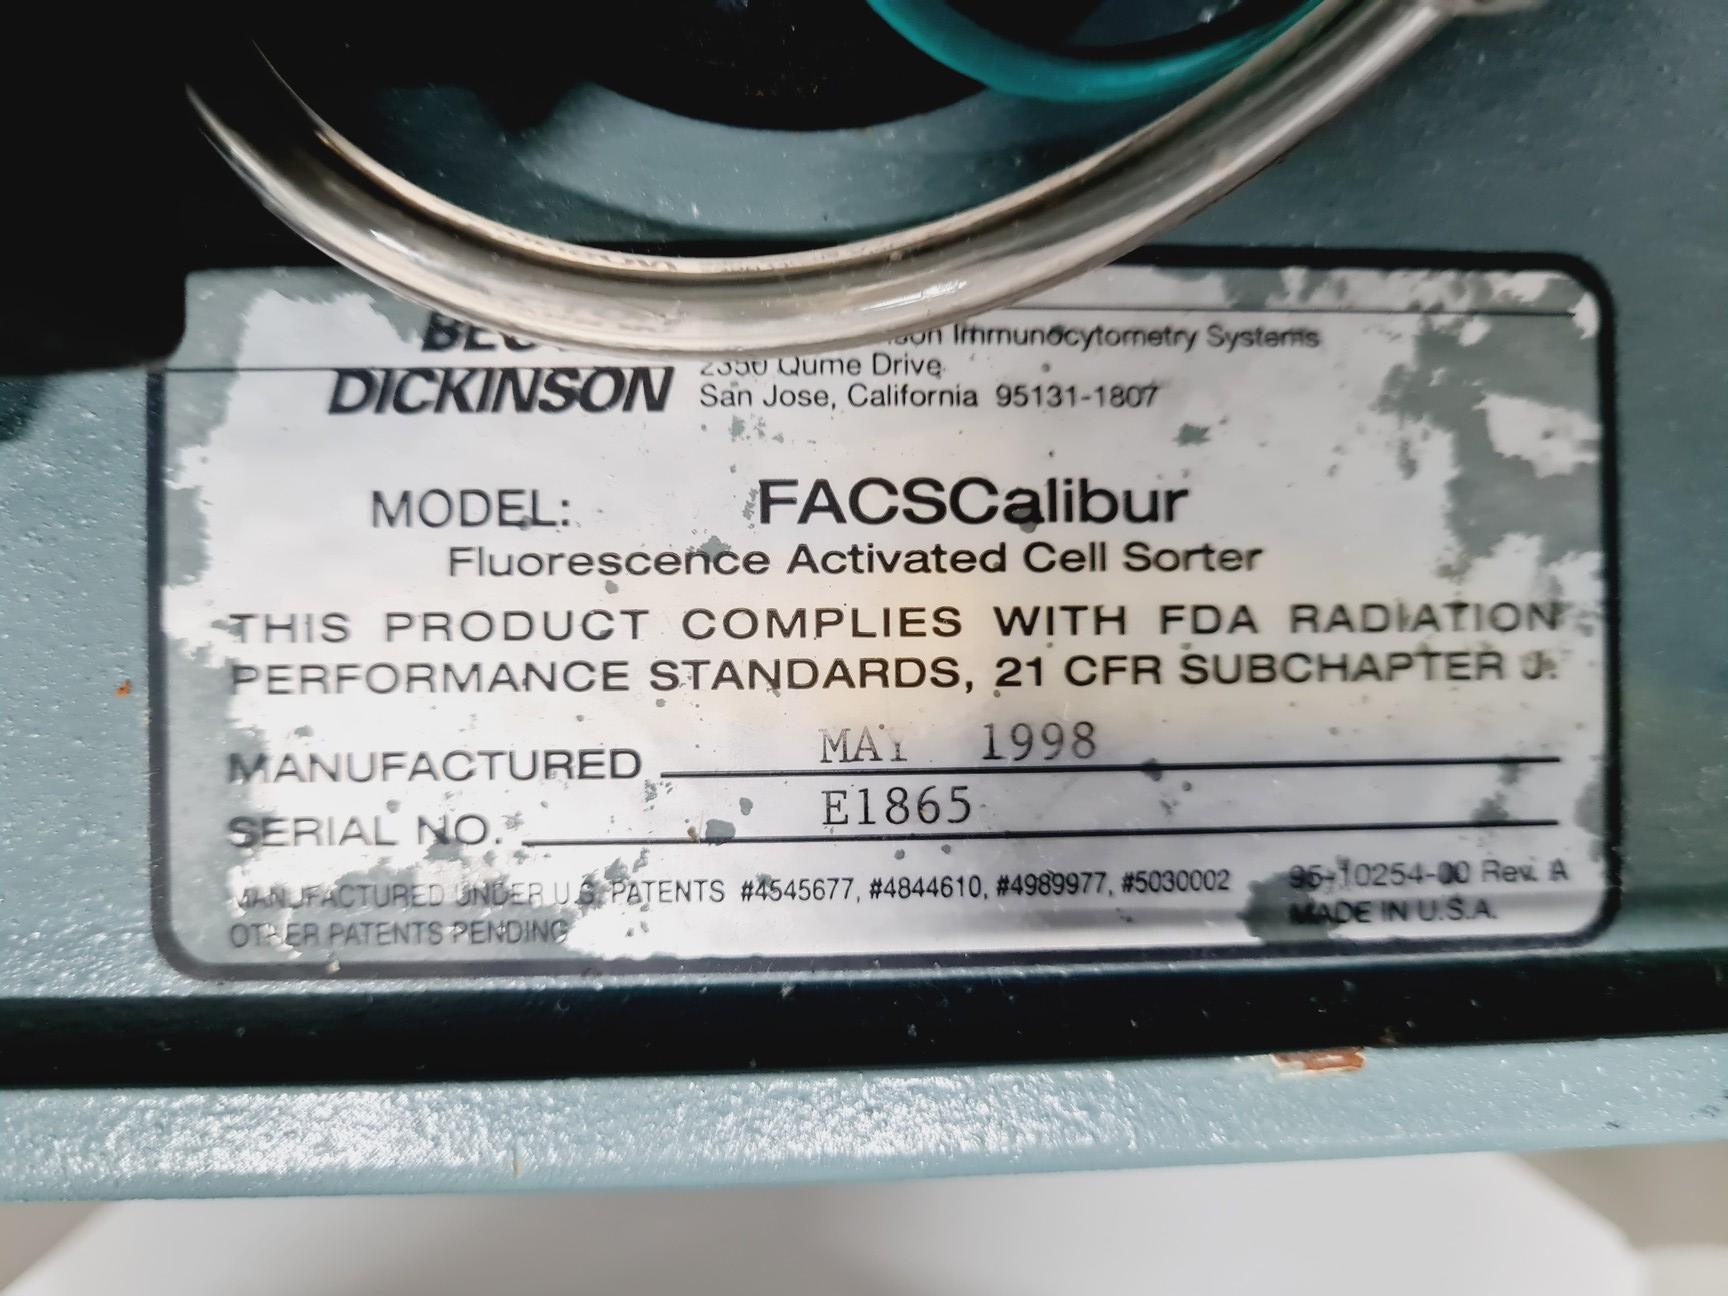 DICKINSON
Immunocytometry Systems
2350 Qume Drive
San Jose, California 95131-1807
MODEL: FACSCalibur
Fluorescence Activated Cell Sorter
THIS PRODUCT COMPLIES WITH FDA RADIATION
PERFORMANCE STANDARDS, 21 CFR SUBCHAPTER J.
MANUFACTURED MAY 1998
SERIAL NO. E1865
MANUFACTURED UNDER U.S. PATENTS #4545677, #4844610, #4989977, #5030002
OTHER PATENTS PENDING
95-10254-00 Rev. A
MADE IN U.S.A.